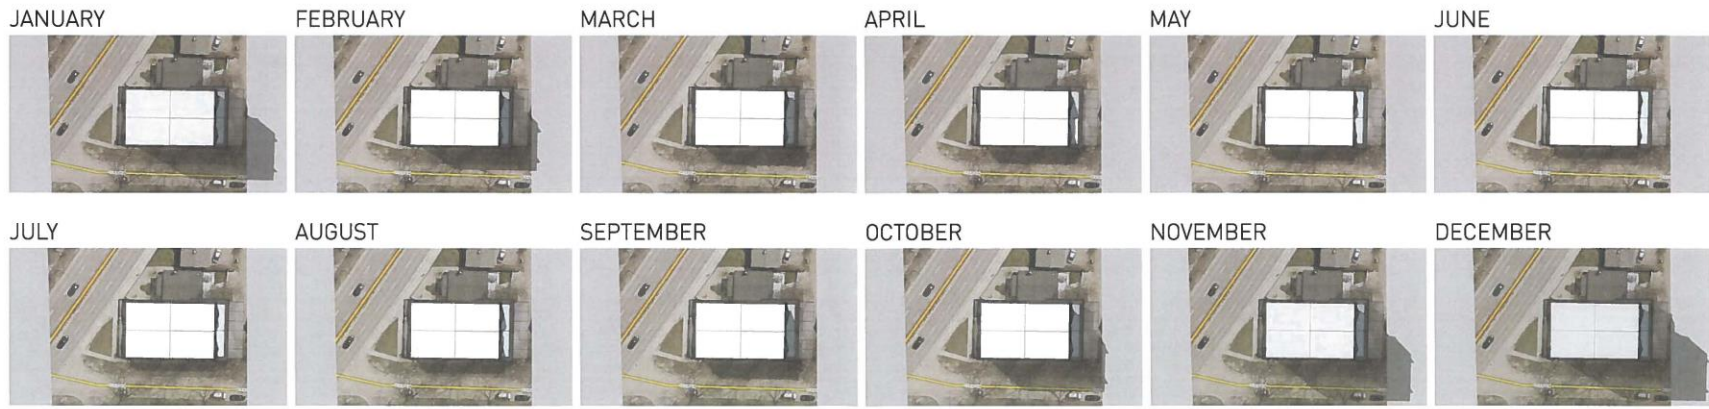 JANUARY
FEBRUARY
MARCH
APRIL
MAY
JUNE
JULY
AUGUST
SEPTEMBER
OCTOBER
NOVEMBER
DECEMBER